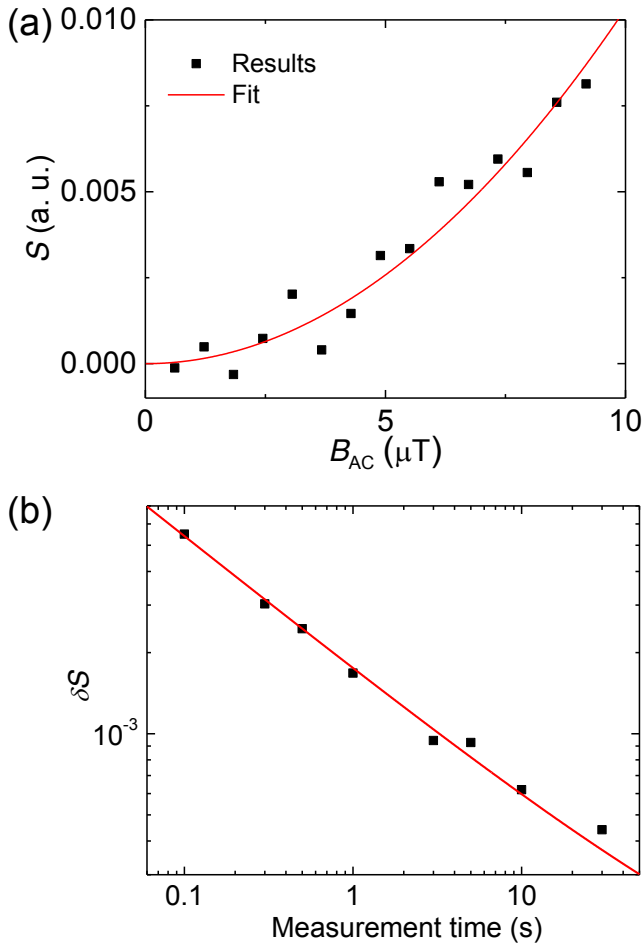 (a)
0.010
0.005
0.000
S (a. u.)
Results
Fit
0
5
10
B_AC (μT)
(b)
10^-3
δS
0.1
1
10
Measurement time (s)